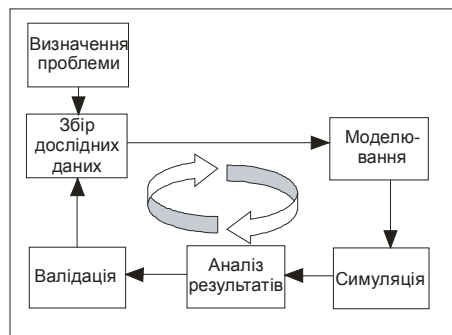 Визначення
проблеми
Збір
дослідних
даних
Моделю-
вання
Валідація
Аналіз
результатів
Симуляція